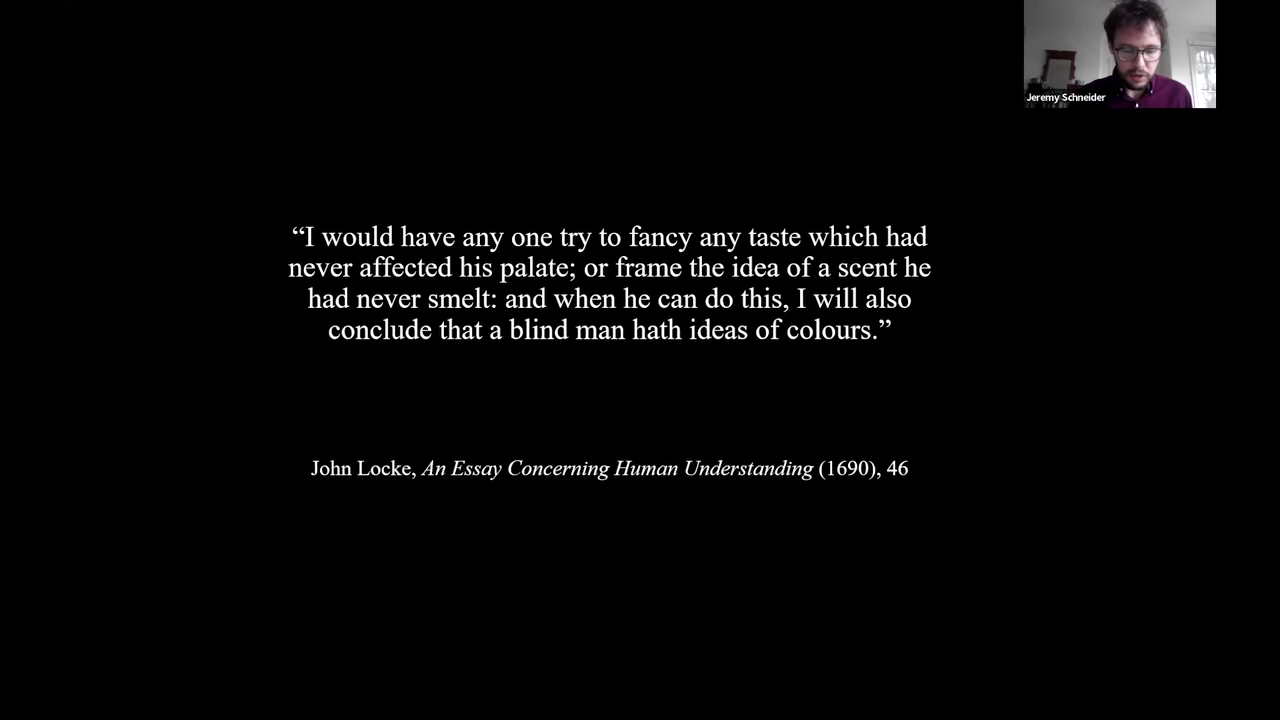 Jeremy Schneider
“I would have any one try to fancy any taste which had
never affected his palate; or frame the idea of a scent he
had never smelt: and when he can do this, I will also
conclude that a blind man hath ideas of colours.”
John Locke, An Essay Concerning Human Understanding (1690), 46